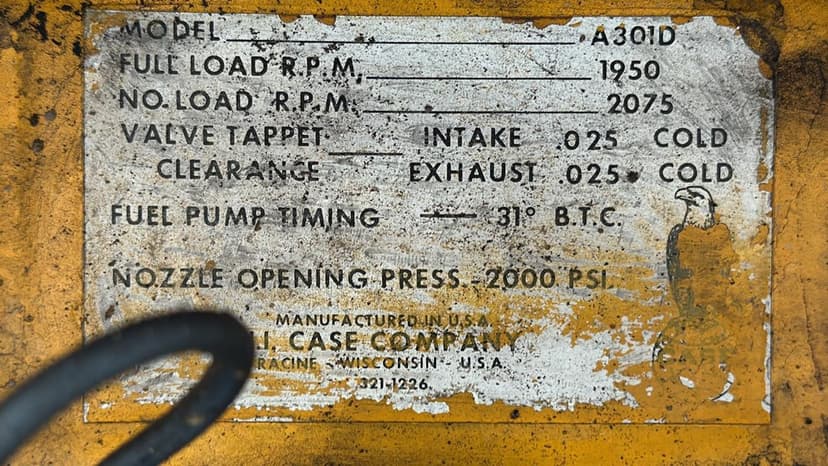 MODEL A301D
FULL LOAD R.P.M. 1950
NO. LOAD R.P.M. 2075
VALVE TAPPET INTAKE .025 COLD
CLEARANCE EXHAUST .025 COLD
FUEL PUMP TIMING — 31° B.T.C.
NOZZLE OPENING PRESS.-2000 PSI.
MANUFACTURED IN U.S.A.
I. CASE COMPANY
RACINE - WISCONSIN - U.S.A.
321-1226